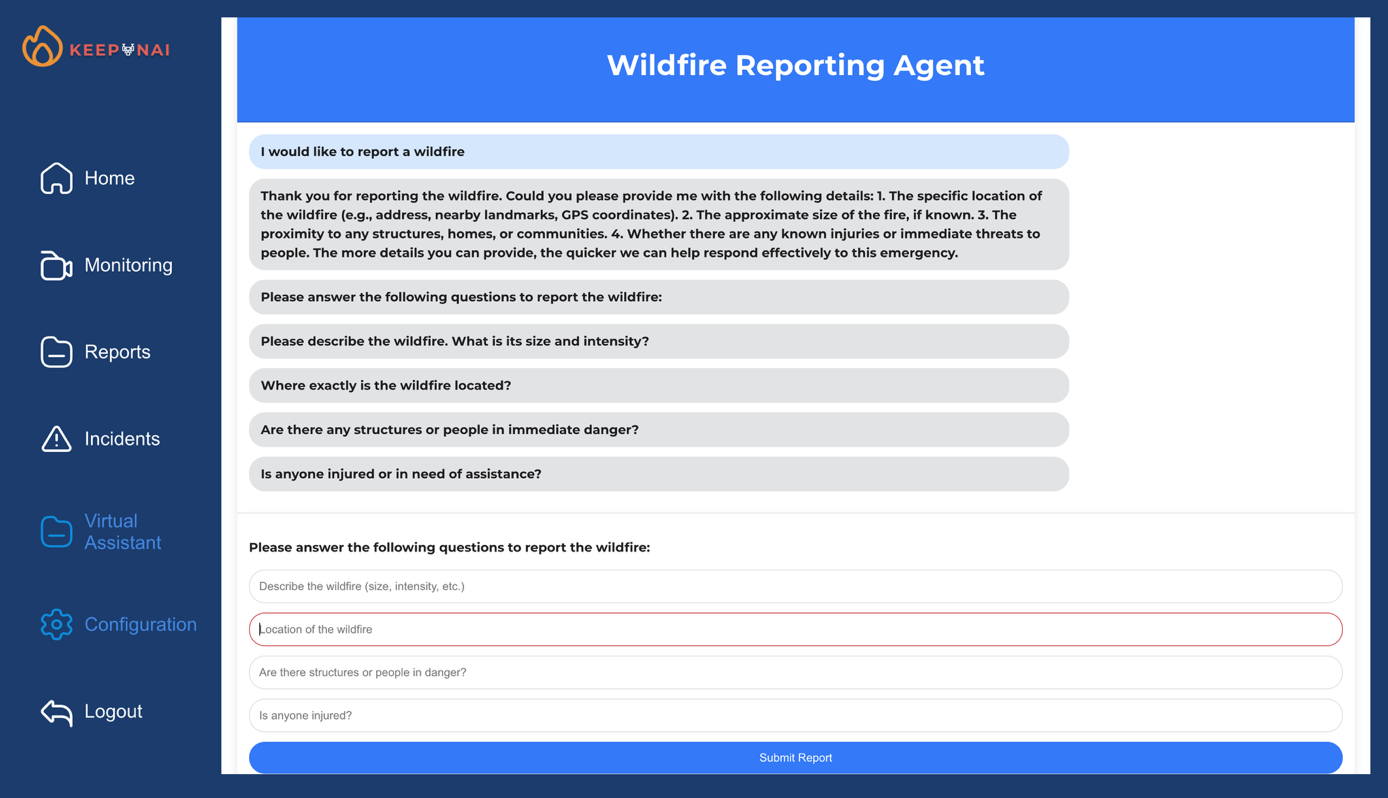 KEEPNAI
Wildfire Reporting Agent
Home
Monitoring
Reports
Incidents
Virtual
Assistant
Configuration
Logout
I would like to report a wildfire
Thank you for reporting the wildfire. Could you please provide me with the following details: 1. The specific location of
the wildfire (e.g., address, nearby landmarks, GPS coordinates). 2. The approximate size of the fire, if known. 3. The
proximity to any structures, homes, or communities. 4. Whether there are any known injuries or immediate threats to
people. The more details you can provide, the quicker we can help respond effectively to this emergency.
Please answer the following questions to report the wildfire:
Please describe the wildfire. What is its size and intensity?
Where exactly is the wildfire located?
Are there any structures or people in immediate danger?
Is anyone injured or in need of assistance?
Please answer the following questions to report the wildfire:
Describe the wildfire (size, intensity, etc.)
Location of the wildfire
Are there structures or people in danger?
Is anyone injured?
Submit Report